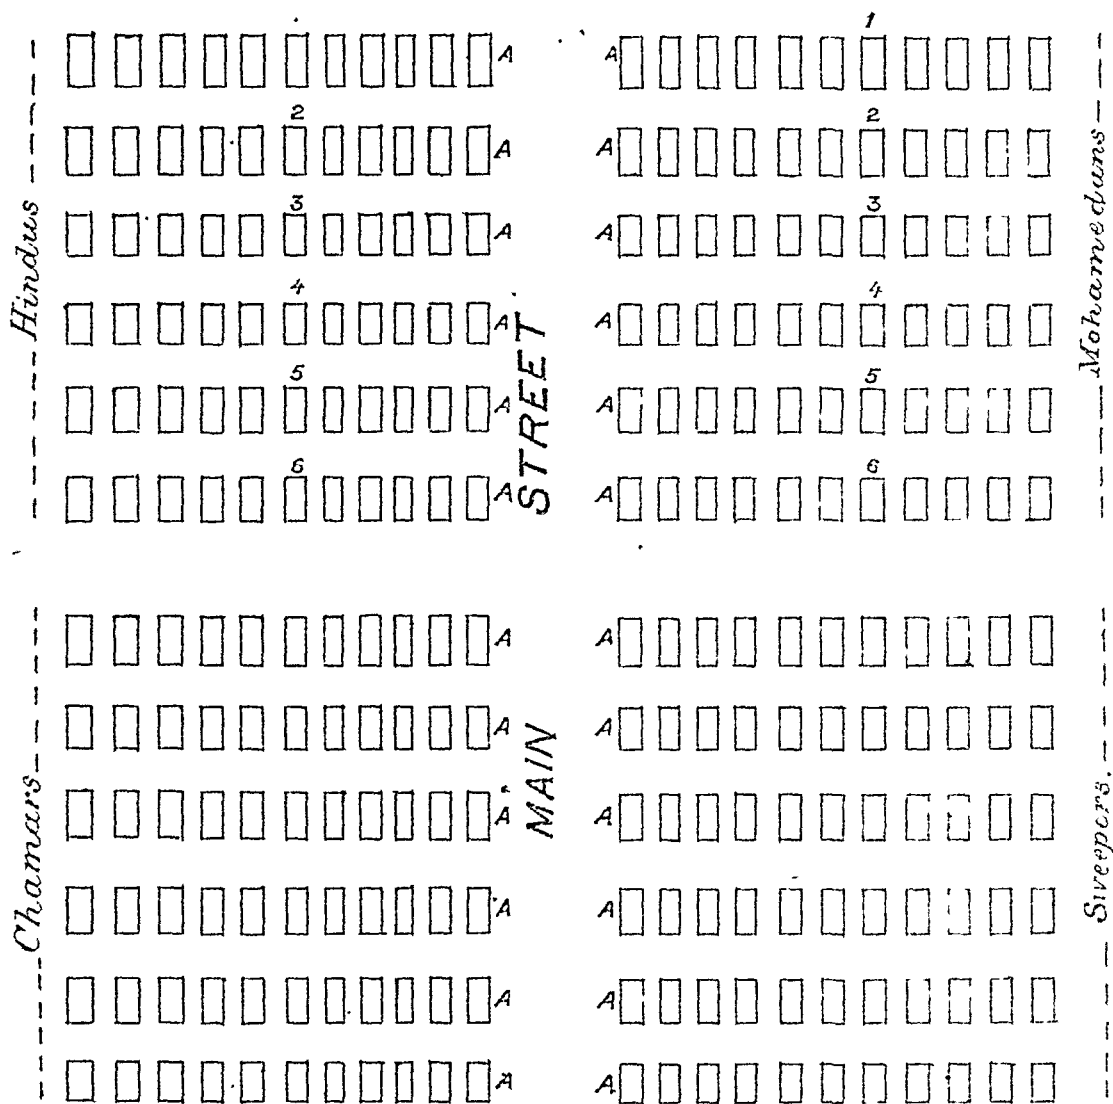 1
A A
2 2
A A
3 3
A A
4 4
A A
5 5
A A
6 6
A A
Hindus
STREET
Mohamedans
A A
A A
A A
A A
A A
A A
Chamars
MAIN
Sweepers.